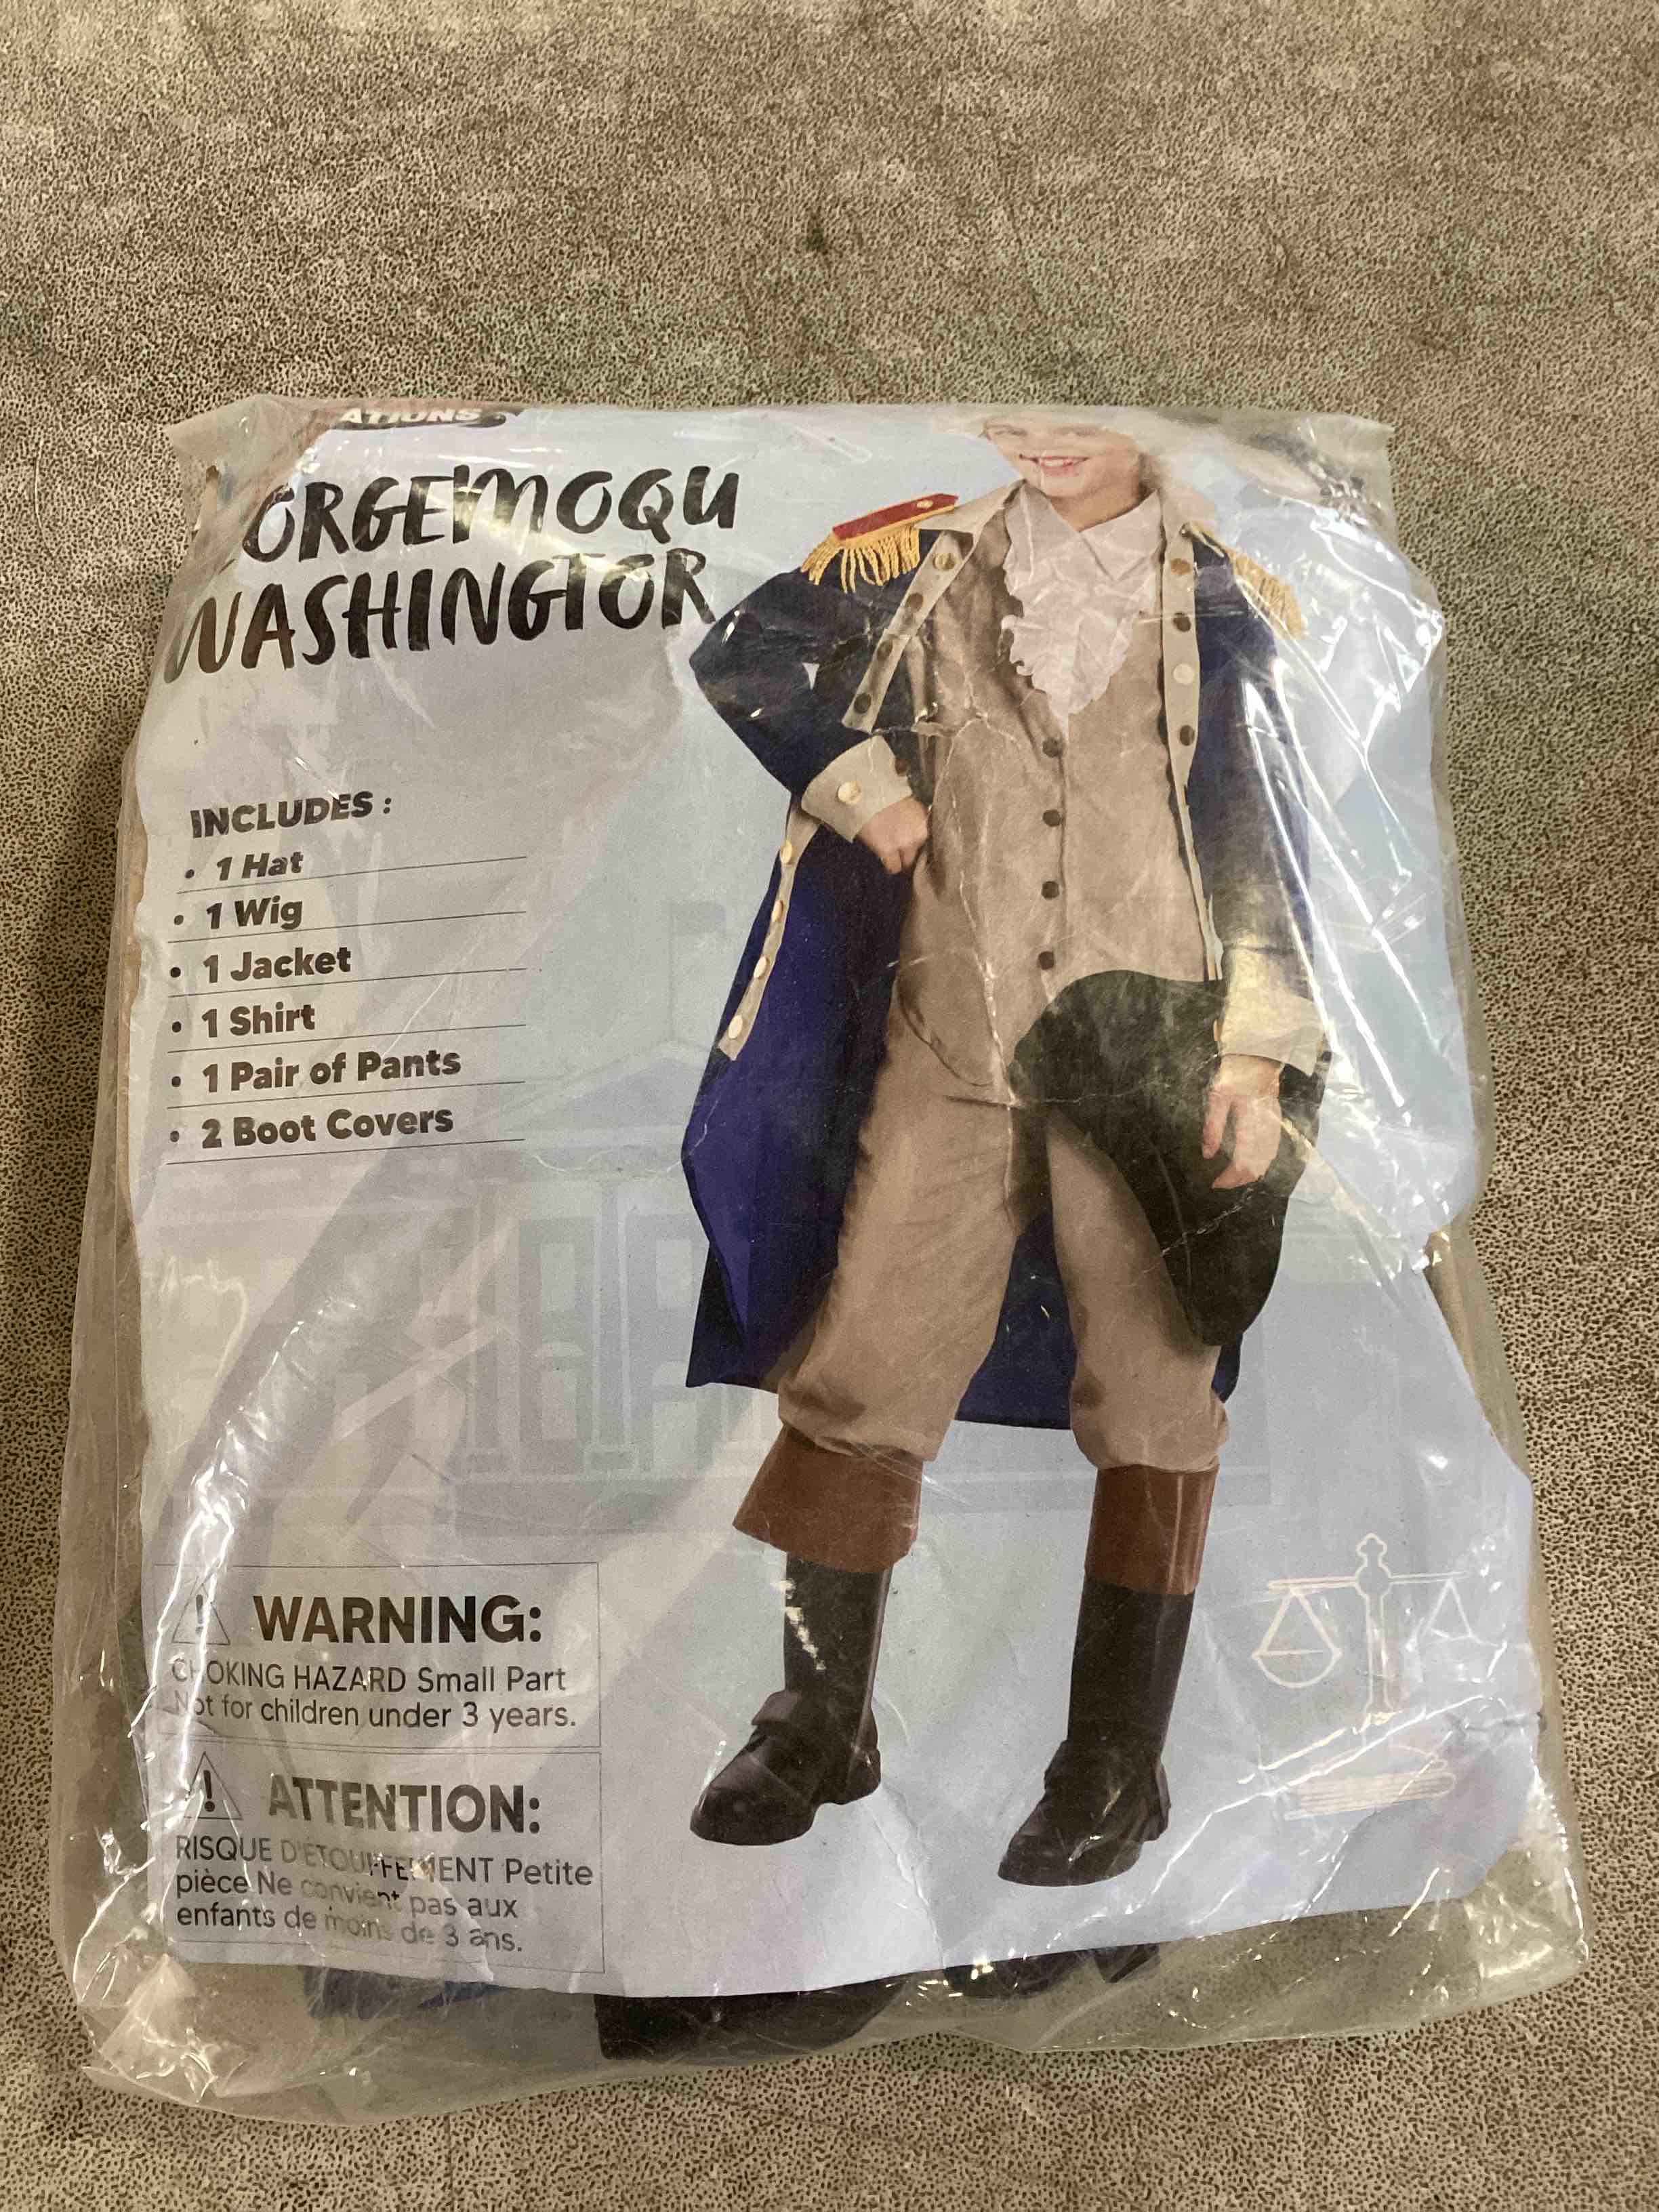 ATIONS
ORGEMOQU
WASHINGTOR
INCLUDES :
• 1 Hat
• 1 Wig
• 1 Jacket
• 1 Shirt
• 1 Pair of Pants
• 2 Boot Covers
! WARNING:
CHOKING HAZARD Small Part
Not for children under 3 years.
! ATTENTION:
RISQUE D'ÉTOUFFEMENT Petite
pièce Ne convient pas aux
enfants de moins de 3 ans.